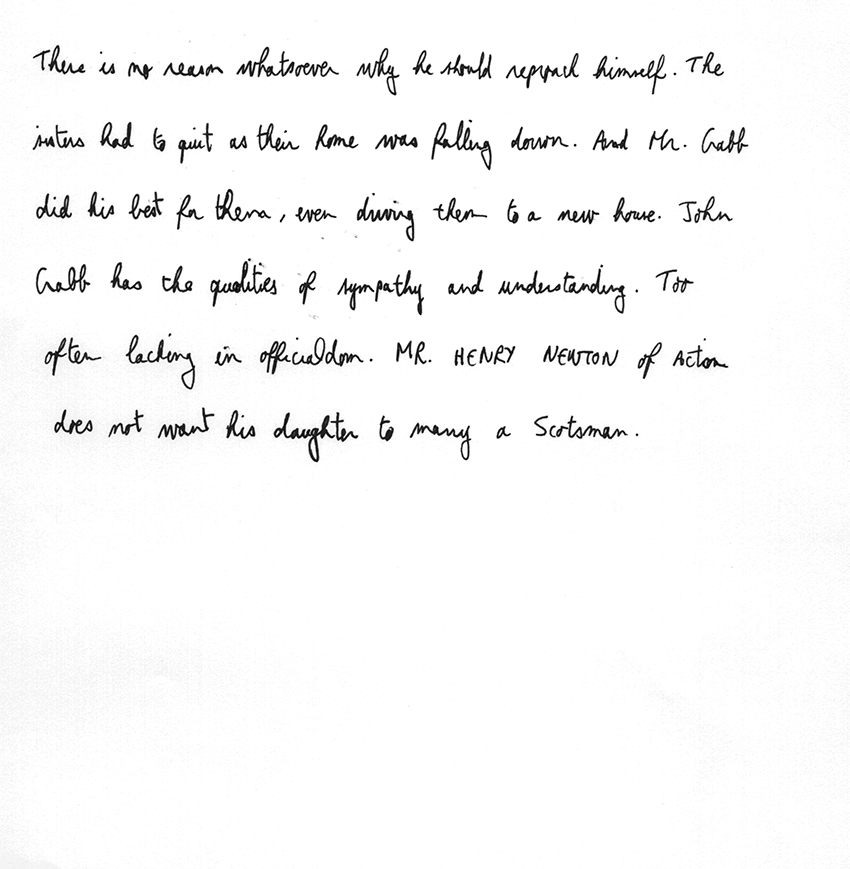 There is no reason whatsoever why he should reproach himself. The
sisters had to quit as their home was falling down. And Mr. Crabb
did his best for them, even driving them to a new house. John
Crabb has the qualities of sympathy and understanding. Too
often lacking in officialdom. MR. HENRY NEWTON of Acton
does not want his daughter to marry a Scotsman.